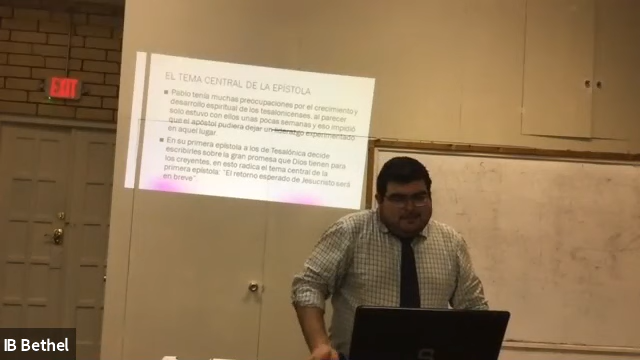 EXIT
EL TEMA CENTRAL DE LA EPÍSTOLA
Pablo tenía muchas preocupaciones por el crecimiento y
desarrollo espiritual de los tesalonicenses, al parecer
solo estuvo con ellos unas pocas semanas y eso impidió
que el apóstol pudiera dejar un liderazgo experimentado
en aquel lugar.
En su primera epístola a los de Tesalónica decide
escribirles sobre la gran promesa que Dios tienen para
los creyentes, en esto radica el tema central de la
primera epístola: "El retorno esperado de Jesucristo será
en breve".
IB Bethel